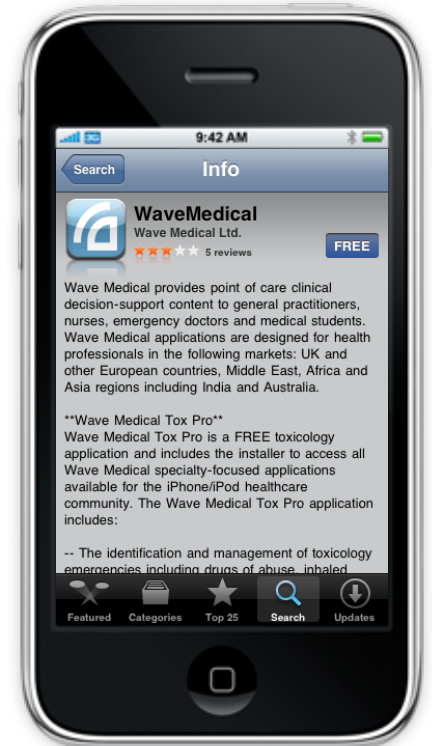 3G
9:42 AM
Search
Info
WaveMedical
Wave Medical Ltd.
5 reviews
FREE
Wave Medical provides point of care clinical
decision-support content to general practitioners,
nurses, emergency doctors and medical students.
Wave Medical applications are designed for health
professionals in the following markets: UK and
other European countries, Middle East, Africa and
Asia regions including India and Australia.
**Wave Medical Tox Pro**
Wave Medical Tox Pro is a FREE toxicology
application and includes the installer to access all
Wave Medical specialty-focused applications
available for the iPhone/iPod healthcare
community. The Wave Medical Tox Pro application
includes:
-- The identification and management of toxicology
emergencies including drugs of abuse, inhaled
Featured Categories Top 25 Search Updates